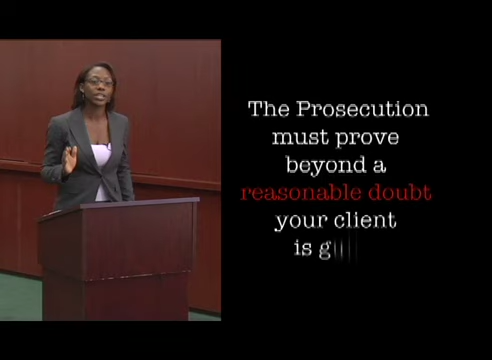 The Prosecution
must prove
beyond a
reasonable doubt
your client
is g